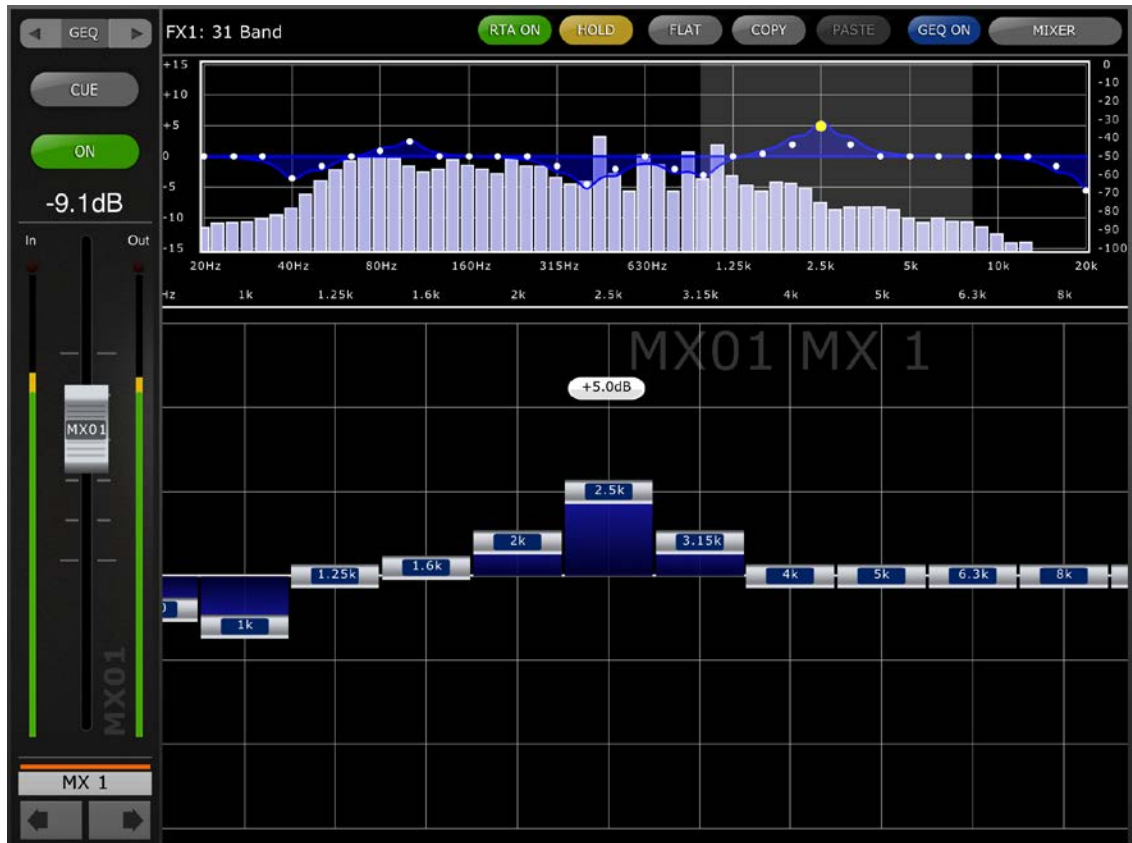 GEQ
FX1: 31 Band
RTA ON
HOLD
FLAT
COPY
PASTE
GEQ ON
MIXER
CUE
ON
-9.1dB
In
Out
+15
+10
+5
0
-5
-10
-15
0
-10
-20
-30
-40
-50
-60
-70
-80
-90
-100
20Hz 40Hz 80Hz 160Hz 315Hz 630Hz 1.25k 2.5k 5k 10k 20k
Hz 1k 1.25k 1.6k 2k 2.5k 3.15k 4k 5k 6.3k 8k
MX01 MX 1
+5.0dB
MX01
2.5k
2k
3.15k
1.6k
1.25k
4k
5k
6.3k
8k
1k
MX01
MX 1